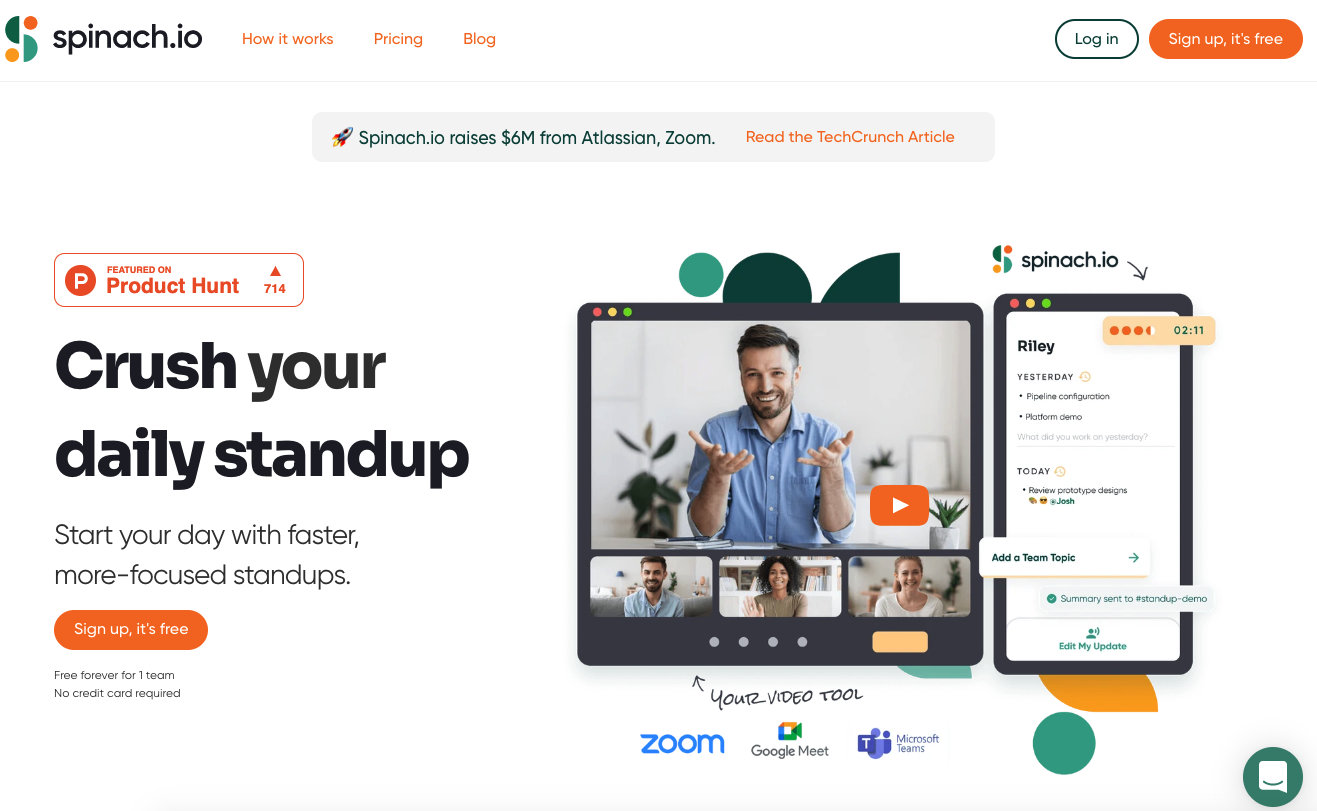 spinach.io
How it works
Pricing
Blog
Log in
Sign up, it's free
🚀 Spinach.io raises $6M from Atlassian, Zoom.
Read the TechCrunch Article
P
FEATURED ON
Product Hunt
▲
714
Crush your
daily standup
Start your day with faster,
more-focused standups.
Sign up, it's free
Free forever for 1 team
No credit card required
spinach.io
02:11
Riley
YESTERDAY
• Pipeline configuration
• Platform demo
What did you work on yesterday?
TODAY
• Review prototype designs
@Josh
Add a Team Topic
Summary sent to #standup-demo
Edit My Update
Your video tool
zoom
Google Meet
T
Microsoft
Teams